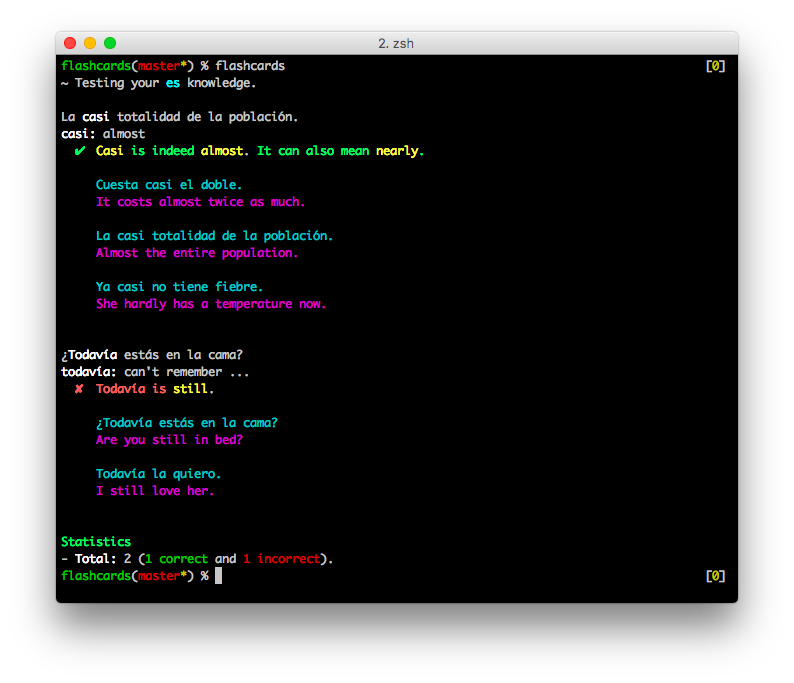 2. zsh
flashcards(master*) % flashcards [0]
~ Testing your es knowledge.
La casi totalidad de la población.
casi: almost
✔ Casi is indeed almost. It can also mean nearly.
Cuesta casi el doble.
It costs almost twice as much.
La casi totalidad de la población.
Almost the entire population.
Ya casi no tiene fiebre.
She hardly has a temperature now.
¿Todavía estás en la cama?
todavía: can't remember ...
✘ Todavía is still.
¿Todavía estás en la cama?
Are you still in bed?
Todavía la quiero.
I still love her.
Statistics
- Total: 2 (1 correct and 1 incorrect).
flashcards(master*) % [0]